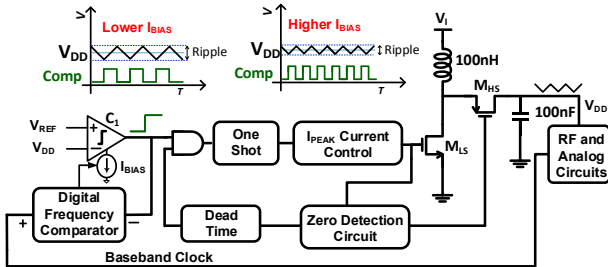 Lower IBIAS
V
VDD
Ripple
Comp
T
Higher IBIAS
V
VDD
Ripple
Comp
T
VI
100nH
MHS
VDD
100nF
VREF
+
C1
VDD
−
IBIAS
One
Shot
IPEAK Current
Control
MLS
RF and
Analog
Circuits
Digital
Frequency
Comparator
+
−
Dead
Time
Zero Detection
Circuit
Baseband Clock